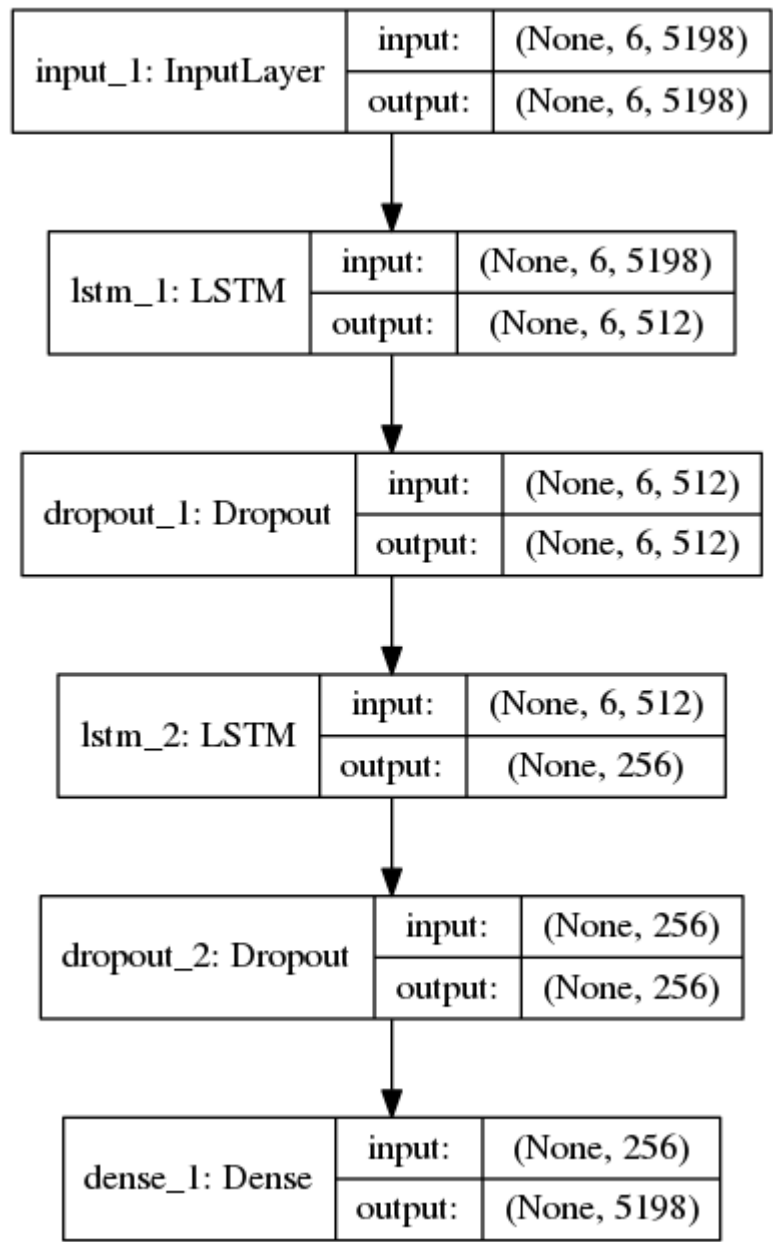 input_1: InputLayer
input: (None, 6, 5198)
output: (None, 6, 5198)
lstm_1: LSTM
input: (None, 6, 5198)
output: (None, 6, 512)
dropout_1: Dropout
input: (None, 6, 512)
output: (None, 6, 512)
lstm_2: LSTM
input: (None, 6, 512)
output: (None, 256)
dropout_2: Dropout
input: (None, 256)
output: (None, 256)
dense_1: Dense
input: (None, 256)
output: (None, 5198)